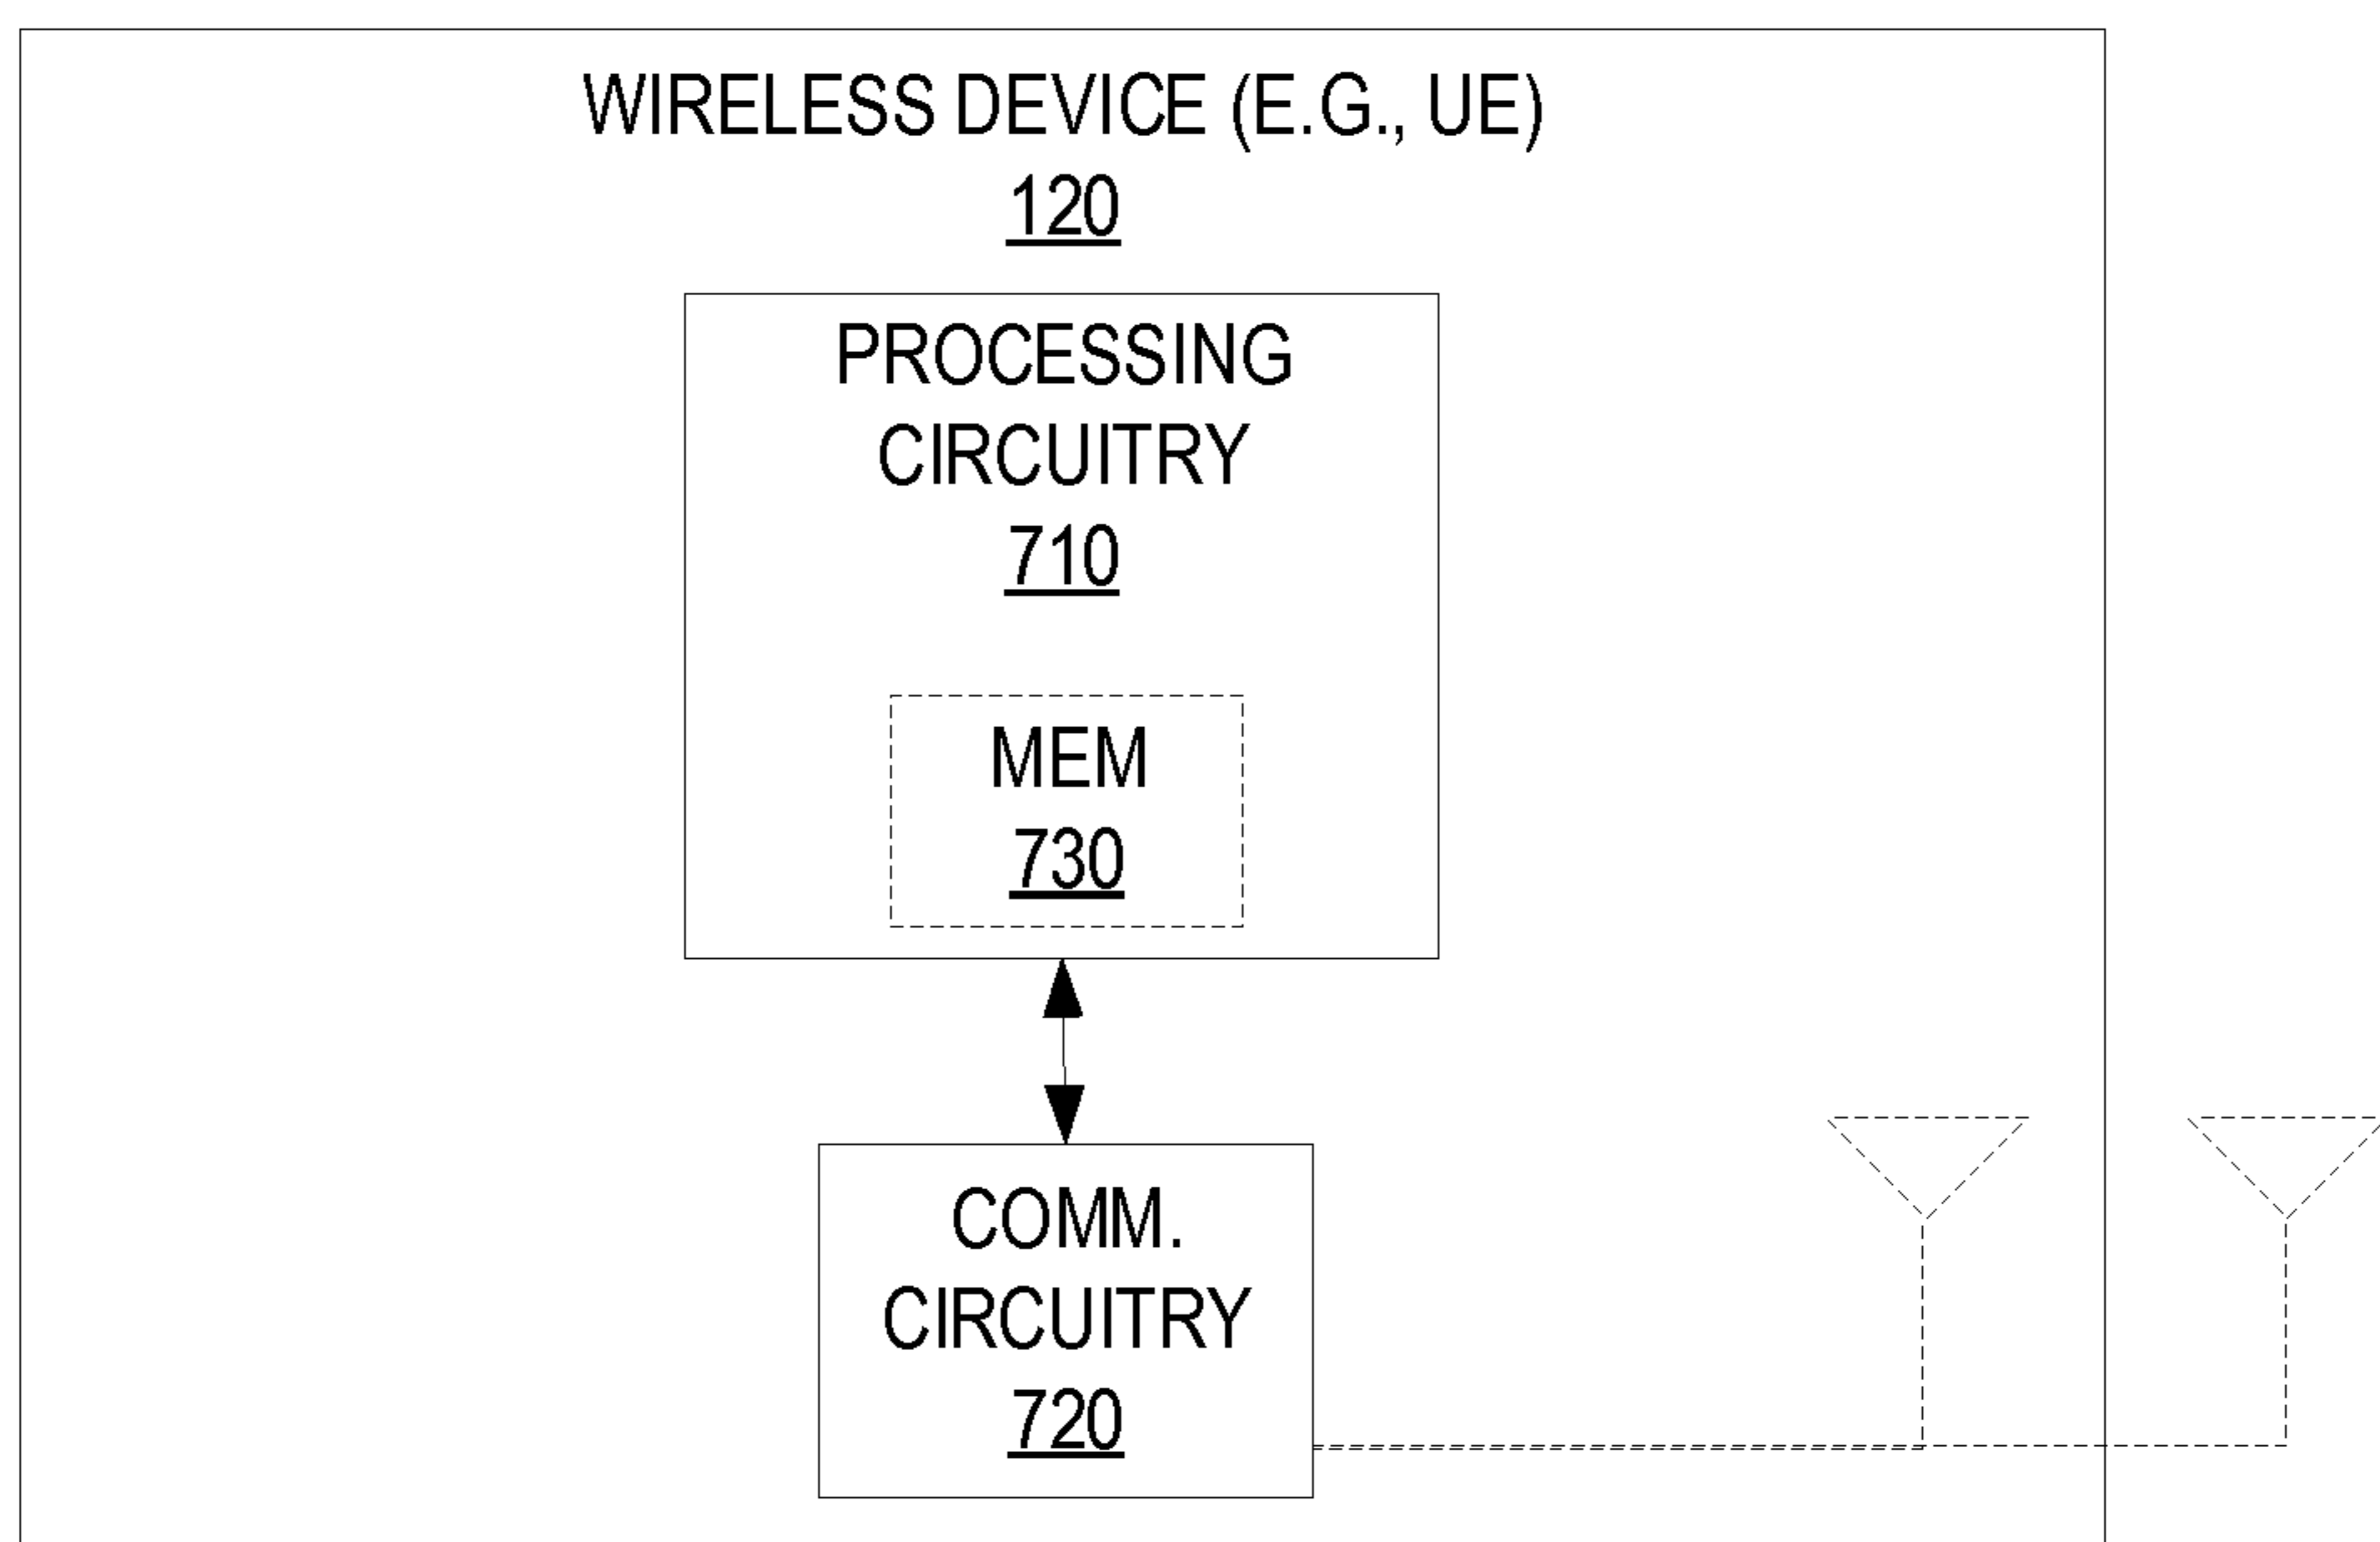 WIRELESS DEVICE (E.G., UE)
120
PROCESSING
CIRCUITRY
710
MEM
730
COMM.
CIRCUITRY
720